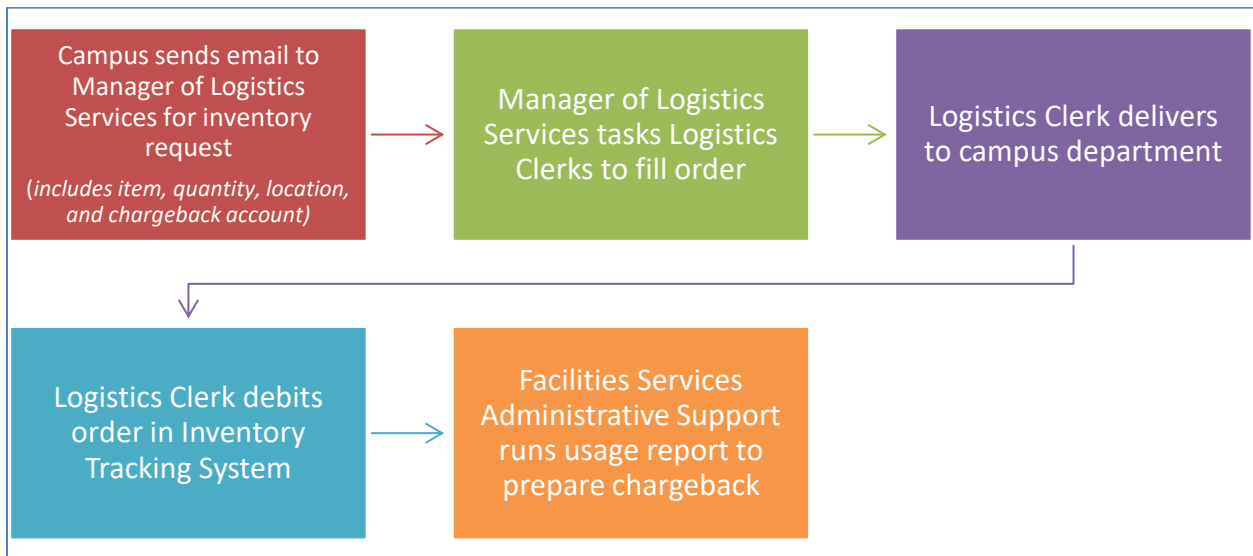 Campus sends email to
Manager of Logistics
Services for inventory
request
(includes item, quantity, location,
and chargeback account)
Manager of Logistics
Services tasks Logistics
Clerks to fill order
Logistics Clerk delivers
to campus department
Logistics Clerk debits
order in Inventory
Tracking System
Facilities Services
Administrative Support
runs usage report to
prepare chargeback